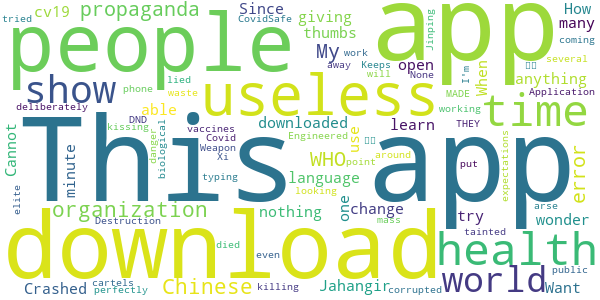 tried cv19 propaganda Since CovidSafe giving thumbs My open Jinping many How coming
people app
show phone lied Keeps away work will None When I'm anything several
waste useless MADE Application
deliberately able time
Cannot minute kissing DND danger biological vaccines Covid Weapon Xi downloaded Engineered WHO use learn working THEY error
This app
typing language point around put expectations arse
elite organization nothing one looking change mass try wonder tainted
Destruction download died even health
Crashed cartels perfectly Chinese killing Jahangir corrupted world Want public